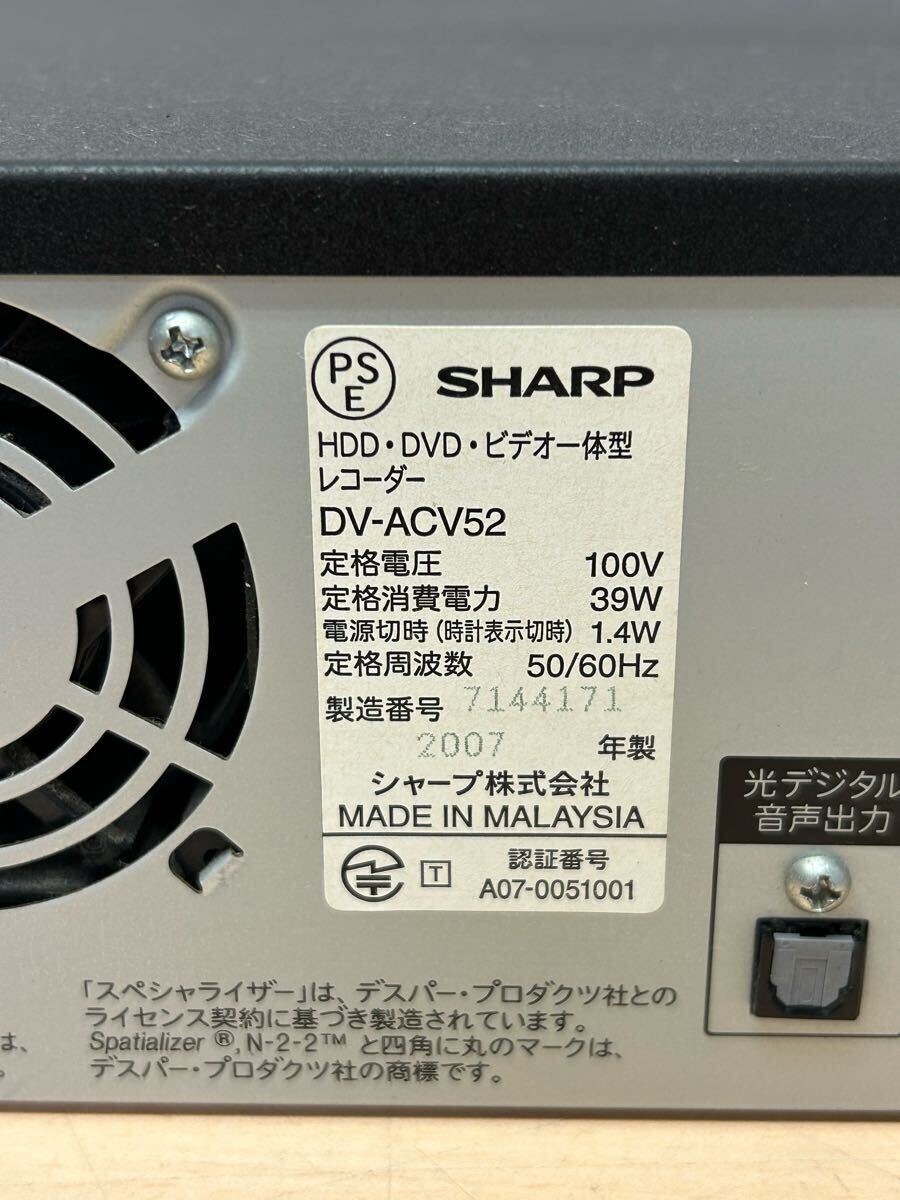 PSE
SHARP
HDD・DVD・ビデオ一体型
レコーダー
DV-ACV52
定格電圧 100V
定格消費電力 39W
電源切時(時計表示切時) 1.4W
定格周波数 50/60Hz
製造番号 7144171
2007 年製
シャープ株式会社
MADE IN MALAYSIA
T 認証番号
A07-0051001
光デジタル
音声出力
「スペシャライザー」は、デスパー・プロダクツ社との
ライセンス契約に基づき製造されています。
Spatializer ®, N-2-2™ と四角に丸のマークは、
デスパー・プロダクツ社の商標です。
は、
。